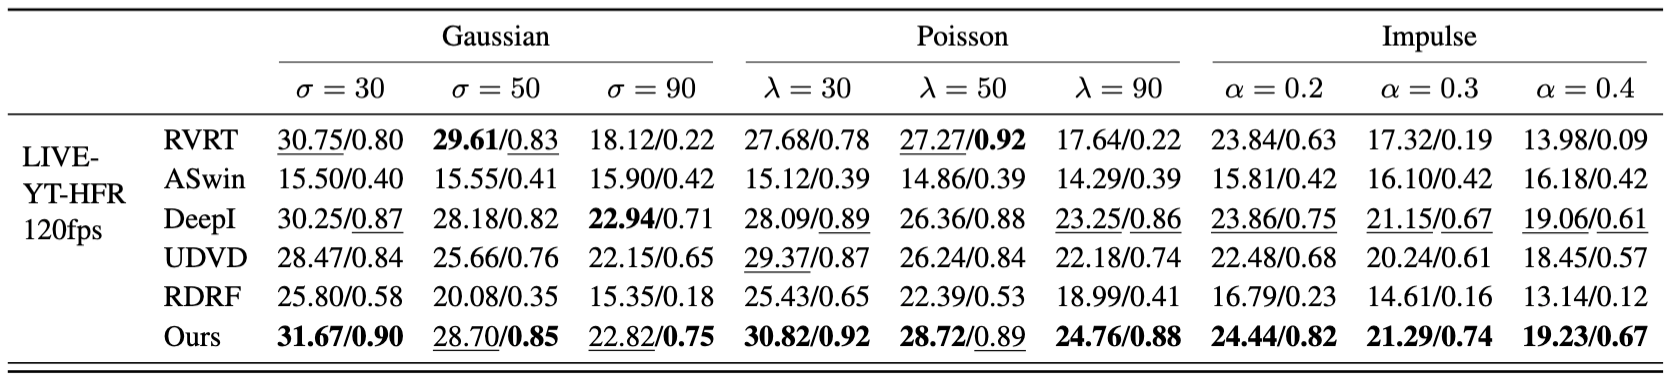 Gaussian Poisson Impulse
σ = 30 σ = 50 σ = 90 λ = 30 λ = 50 λ = 90 α = 0.2 α = 0.3 α = 0.4
LIVE-
YT-HFR
120fps
RVRT 30.75/0.80 29.61/0.83 18.12/0.22 27.68/0.78 27.27/0.92 17.64/0.22 23.84/0.63 17.32/0.19 13.98/0.09
ASwin 15.50/0.40 15.55/0.41 15.90/0.42 15.12/0.39 14.86/0.39 14.29/0.39 15.81/0.42 16.10/0.42 16.18/0.42
DeepI 30.25/0.87 28.18/0.82 22.94/0.71 28.09/0.89 26.36/0.88 23.25/0.86 23.86/0.75 21.15/0.67 19.06/0.61
UDVD 28.47/0.84 25.66/0.76 22.15/0.65 29.37/0.87 26.24/0.84 22.18/0.74 22.48/0.68 20.24/0.61 18.45/0.57
RDRF 25.80/0.58 20.08/0.35 15.35/0.18 25.43/0.65 22.39/0.53 18.99/0.41 16.79/0.23 14.61/0.16 13.14/0.12
Ours 31.67/0.90 28.70/0.85 22.82/0.75 30.82/0.92 28.72/0.89 24.76/0.88 24.44/0.82 21.29/0.74 19.23/0.67